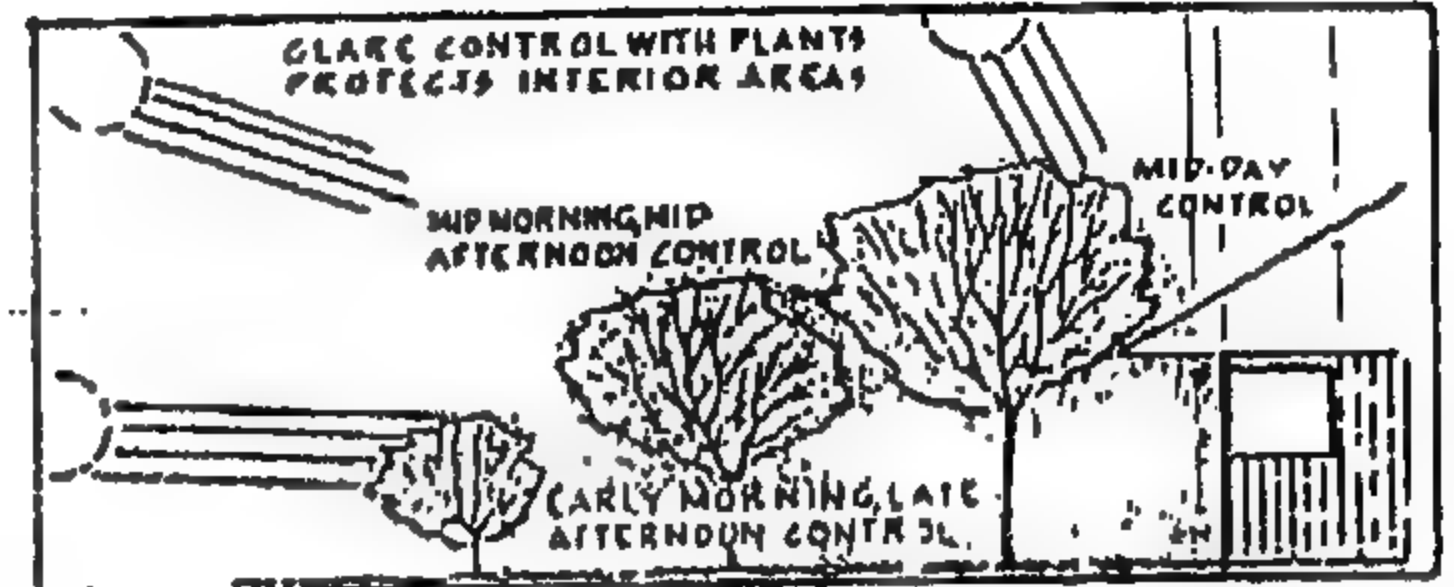 GLARE CONTROL WITH PLANTS
PROTECTS INTERIOR AREAS
MID-DAY
CONTROL
MID MORNING, MID
AFTERNOON CONTROL
EARLY MORNING, LATE
AFTERNOON CONTROL.